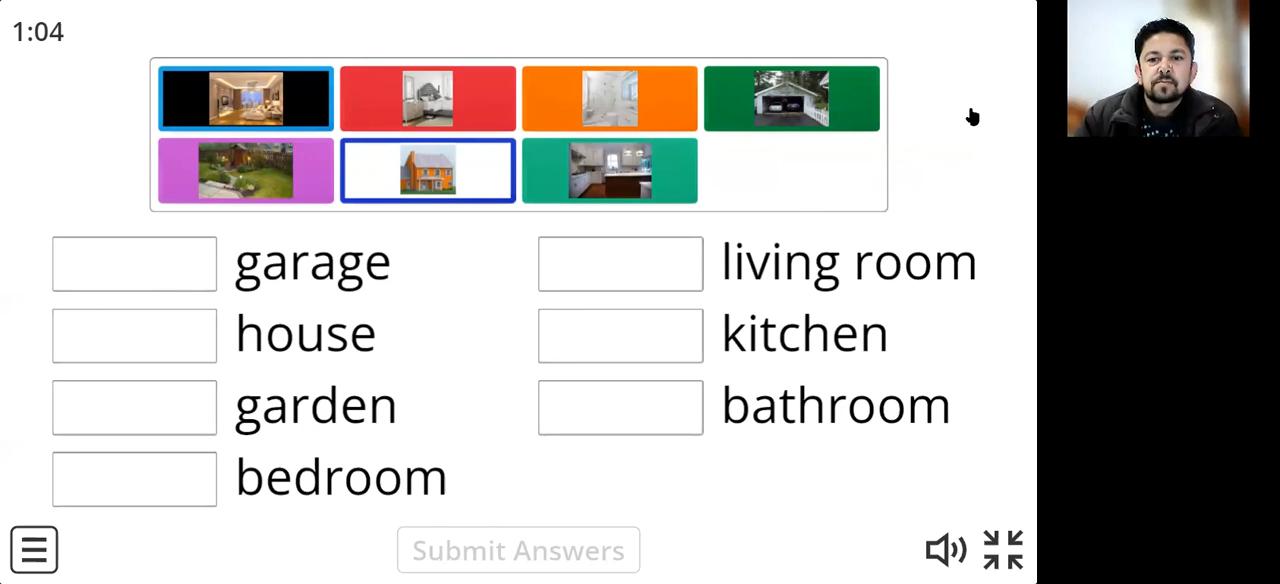 1:04
garage
living room
house
kitchen
garden
bathroom
bedroom
Submit Answers